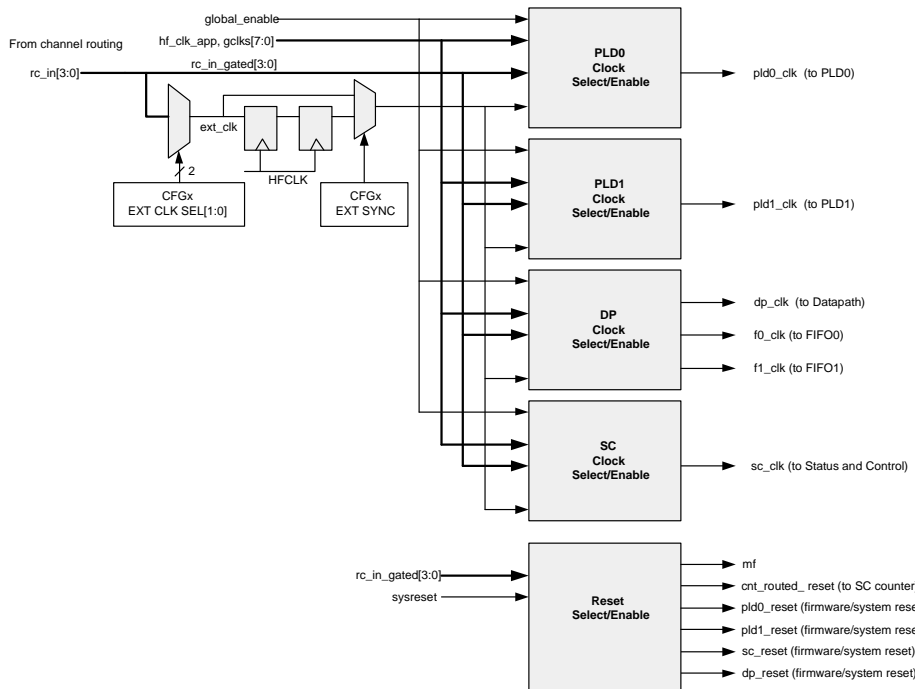 global_enable
hf_clk_app, gclks[7:0]
From channel routing
rc_in[3:0]
rc_in_gated[3:0]
ext_clk
2
HFCLK
CFGx
EXT CLK SEL[1:0]
CFGx
EXT SYNC
PLD0
Clock
Select/Enable
pld0_clk (to PLD0)
PLD1
Clock
Select/Enable
pld1_clk (to PLD1)
DP
Clock
Select/Enable
dp_clk (to Datapath)
f0_clk (to FIFO0)
f1_clk (to FIFO1)
SC
Clock
Select/Enable
sc_clk (to Status and Control)
rc_in_gated[3:0]
sysreset
Reset
Select/Enable
mf
cnt_routed_ reset (to SC counter
pld0_reset (firmware/system rese
pld1_reset (firmware/system rese
sc_reset (firmware/system reset)
dp_reset (firmware/system reset)